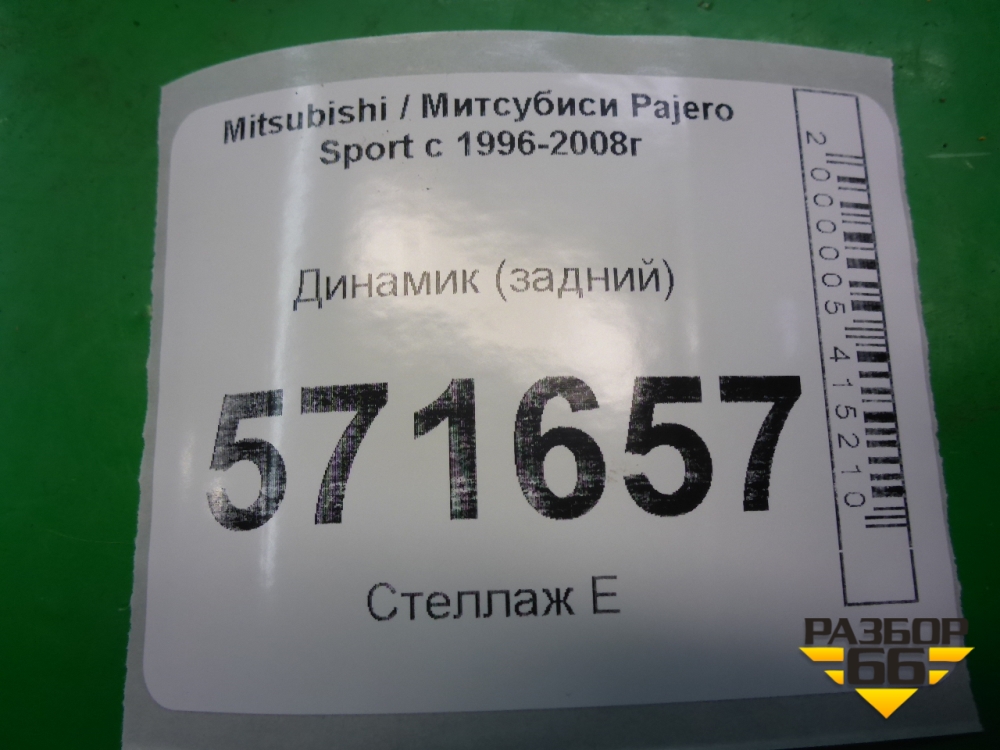 Mitsubishi / Митсубиси Pajero
Sport с 1996-2008г
Динамик (задний)
571657
Стеллаж Е
2000005415210
РАЗБОР
66